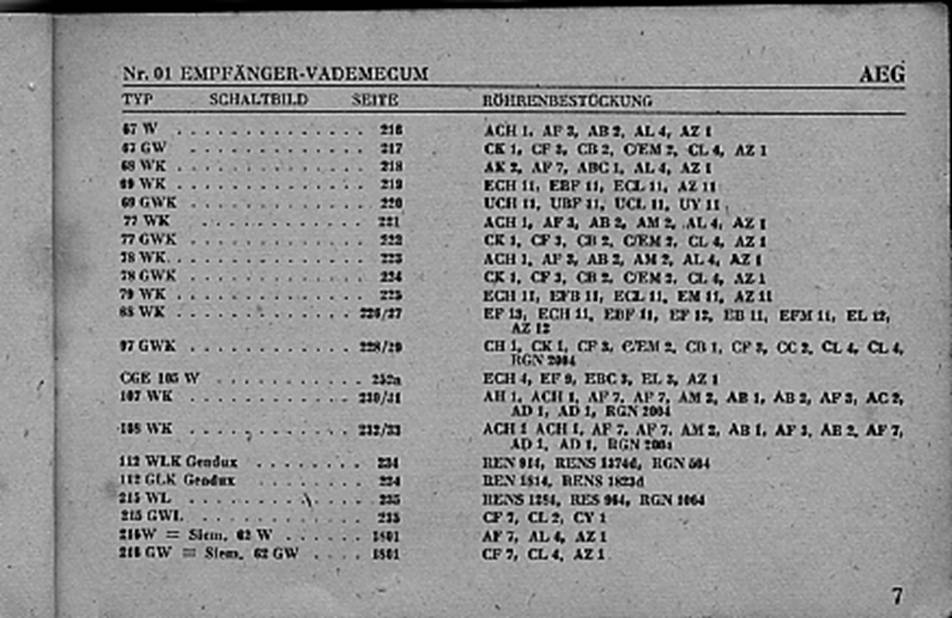 Nr. 01 EMPFÄNGER-VADEMECUM AEG
TYP SCHALTBILD SEITE RÖHRENBESTÜCKUNG
67 W . . . . . . . . . . . . . . 216 ACH 1, AF 3, AB 2, AL 4, AZ 1
67 GW . . . . . . . . . . . . . 217 CK 1, CF 3, CB 2, C/EM 2, CL 4, AZ 1
68 WK . . . . . . . . . . . . . . 218 AK 2, AF 7, ABC 1, AL 4, AZ 1
69 WK . . . . . . . . . . . . . . 219 ECH 11, EBF 11, ECL 11, AZ 11
69 GWK . . . . . . . . . . . . . 220 UCH 11, UBF 11, UCL 11, UY 11
77 WK . . . . . . . . . . . . 221 ACH 1, AF 3, AB 2, AM 2, AL 4, AZ 1
77 GWK . . . . . . . . . . . . . 222 CK 1, CF 3, CB 2, C/EM 2, CL 4, AZ 1
78 WK . . . . . . . . . . . . . . 223 ACH 1, AF 3, AB 2, AM 2, AL 4, AZ 1
78 GWK . . . . . . . . . . . . . 224 CK 1, CF 3, CB 2, C/EM 2, CL 4, AZ 1
79 WK . . . . . . . . . . . . . . 225 ECH 11, EFB 11, ECL 11, EM 11, AZ 11
88 WK . . . . . . . . . . . . . 226/27 EF 13, ECH 11, EBF 11, EF 12, EB 11, EFM 11, EL 12,
AZ 12
97 GWK . . . . . . . . . . . . 228/29 CH 1, CK 1, CF 3, C/EM 2, CB 1, CF 3, CC 2, CL 4, CL 4,
RGN 2004
CGE 105 W . . . . . . . . . . . 252a ECH 4, EF 9, EBC 3, EL 3, AZ 1
107 WK . . . . . . . . . . . . . 230/31 AH 1, ACH 1, AF 7, AF 7, AM 2, AB 1, AB 2, AF 3, AC 2,
AD 1, AD 1, RGN 2004
108 WK . . . . . . . . . . . . . 232/33 ACH 1 ACH 1, AF 7, AF 7, AM 2, AB 1, AF 3, AB 2, AF 7,
AD 1, AD 1, RGN 2004
112 WLK Geadux . . . . . . . . 234 REN 914, RENS 1374d, RGN 504
112 GLK Geadux . . . . . . . . 234 REN 1814, RENS 1823d
215 WL . . . . . . . . . . . . . 235 RENS 1284, RES 964, RGN 1064
215 GWL . . . . . . . . . . . . 235 CF 7, CL 2, CY 1
216W = Siem. 62 W . . . . . . 1501 AF 7, AL 4, AZ 1
216 GW = Siem. 62 GW . . . . 1501 CF 7, CL 4, AZ 1
7